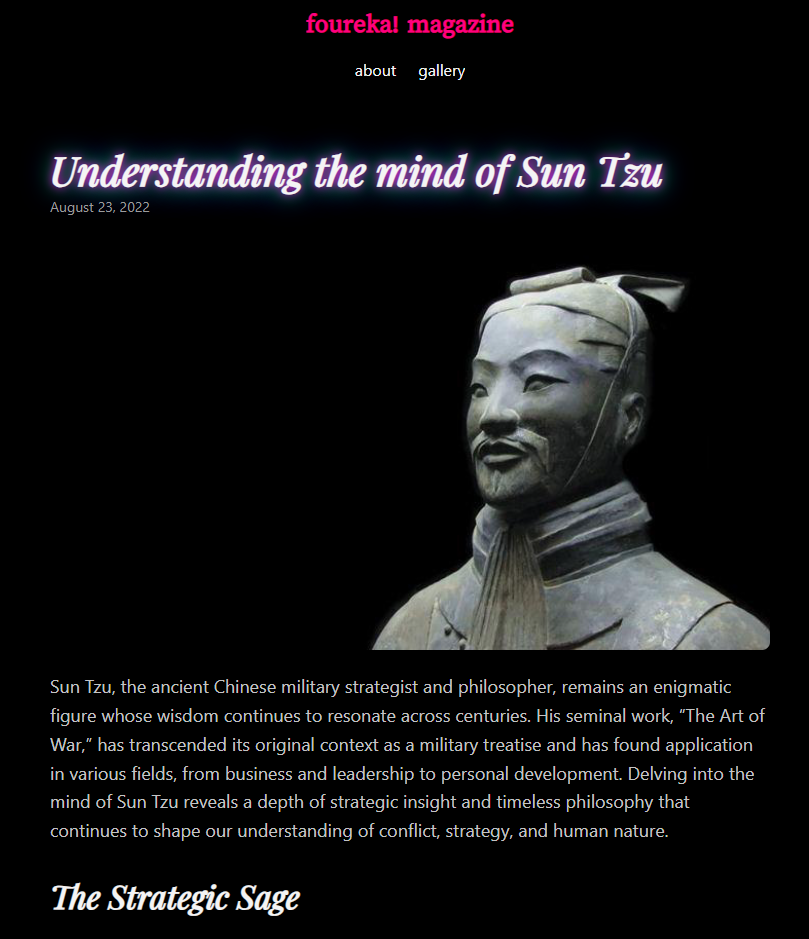 foureka! magazine
about gallery
Understanding the mind of Sun Tzu
August 23, 2022
Sun Tzu, the ancient Chinese military strategist and philosopher, remains an enigmatic
figure whose wisdom continues to resonate across centuries. His seminal work, “The Art of
War,” has transcended its original context as a military treatise and has found application
in various fields, from business and leadership to personal development. Delving into the
mind of Sun Tzu reveals a depth of strategic insight and timeless philosophy that
continues to shape our understanding of conflict, strategy, and human nature.
The Strategic Sage